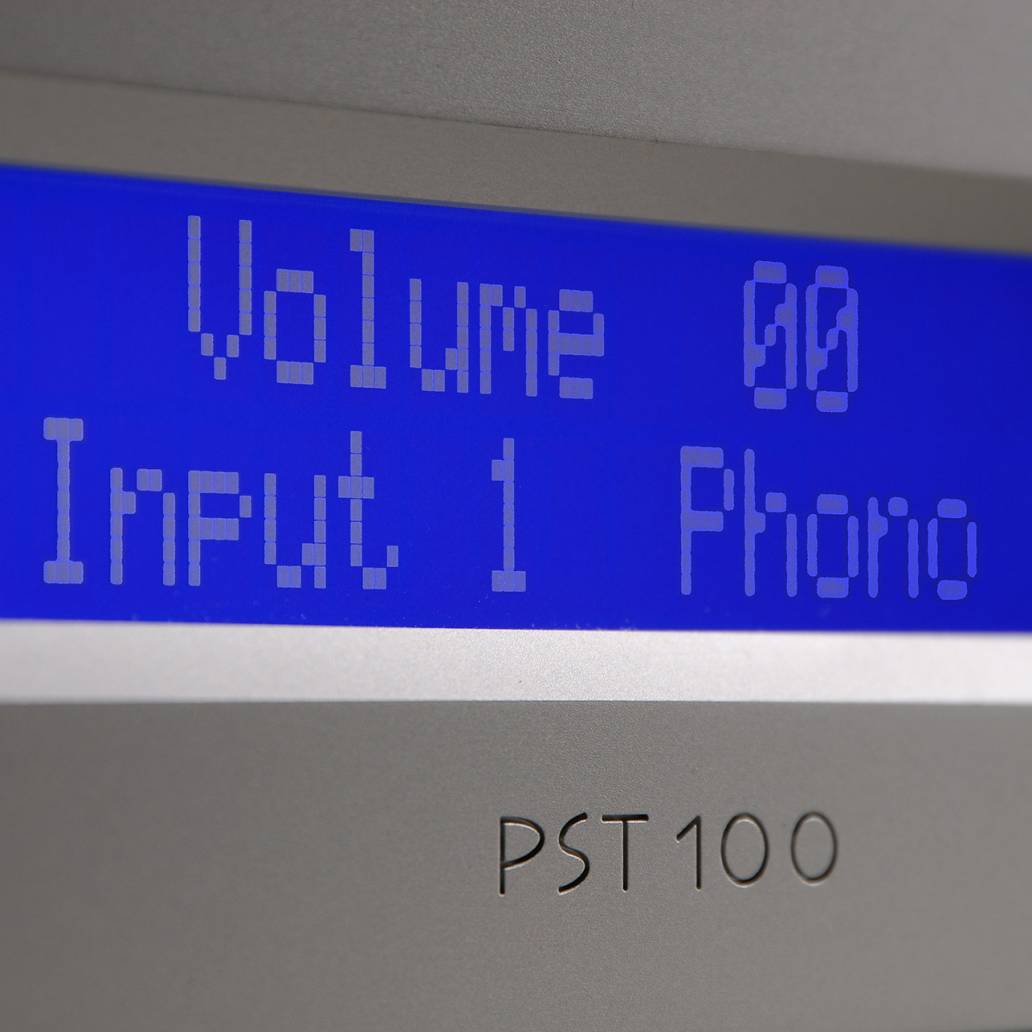 Volume 00
Input 1 Phono
PST 100